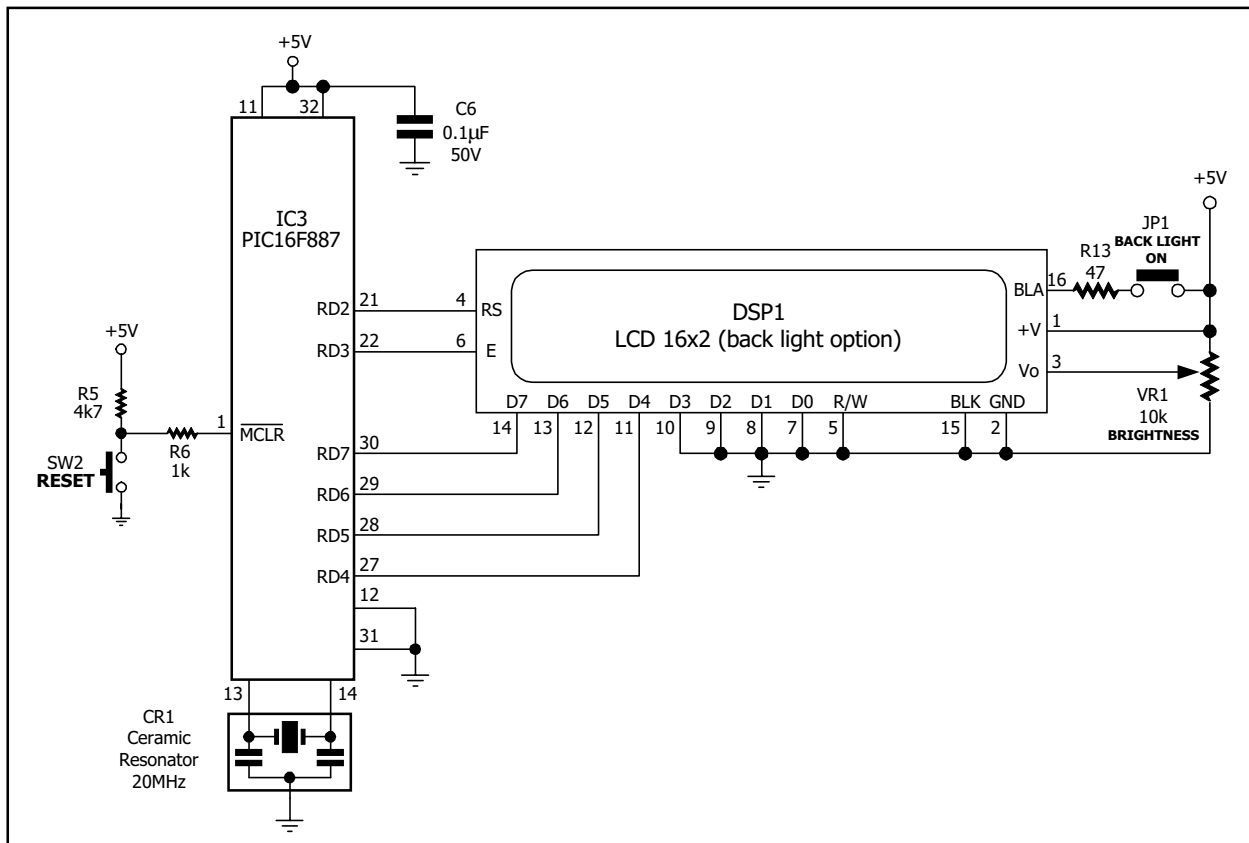 +5V
11
32
C6
0.1µF
50V
IC3
PIC16F887
+5V
JP1
BACK LIGHT
ON
R13
47
RD2
21
4
RS
RD3
22
6
E
DSP1
LCD 16x2 (back light option)
BLA
16
+V
1
Vo
3
VR1
10k
BRIGHTNESS
+5V
R5
4k7
SW2
RESET
R6
1k
1
MCLR
D7
D6
D5
D4
D3
D2
D1
D0
R/W
BLK
GND
14
13
12
11
10
9
8
7
5
15
2
RD7
30
RD6
29
RD5
28
RD4
27
12
31
13
14
CR1
Ceramic
Resonator
20MHz